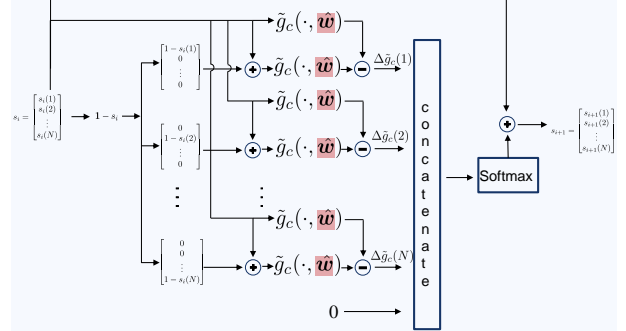 g̃_c(·, ŵ)
[1 − s_i(1)
0
⋮
0]
g̃_c(·, ŵ)
Δg̃_c(1)
s_i = [s_i(1)
s_i(2)
⋮
s_i(N)]
1 − s_i
g̃_c(·, ŵ)
[0
1 − s_i(2)
⋮
0]
g̃_c(·, ŵ)
Δg̃_c(2)
⋮
⋮
g̃_c(·, ŵ)
[0
0
⋮
1 − s_i(N)]
g̃_c(·, ŵ)
Δg̃_c(N)
0
concatenate
Softmax
s_{i+1} = [s_{i+1}(1)
s_{i+1}(2)
⋮
s_{i+1}(N)]